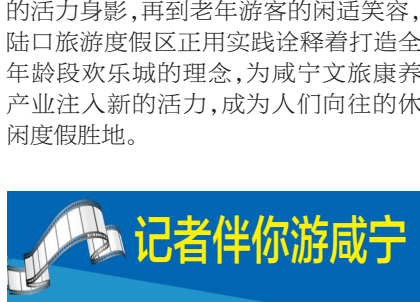 的活力身影，再到老年游客的闲适笑容，
陆口旅游度假区正用实践诠释着打造全
年龄段欢乐城的理念，为咸宁文旅康养
产业注入新的活力，成为人们向往的休
闲度假胜地。
记者伴你游咸宁